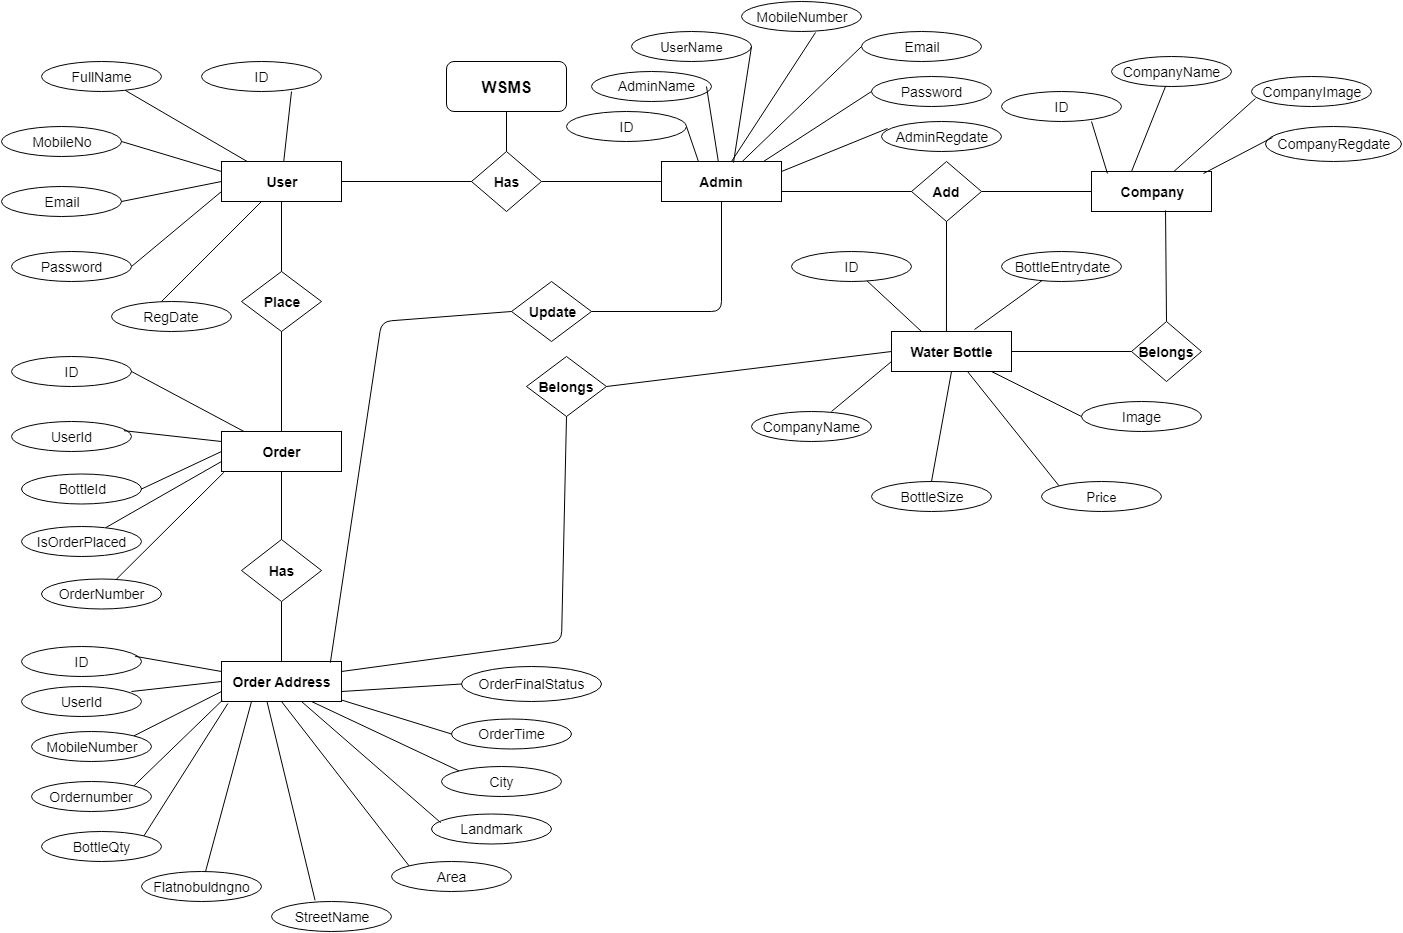 MobileNumber
UserName
Email
FullName
ID
WSMS
AdminName
Password
CompanyName
CompanyImage
ID
ID
AdminRegdate
MobileNo
CompanyRegdate
User
Has
Admin
Add
Company
Email
Password
ID
BottleEntrydate
Place
RegDate
Update
ID
Belongs
Water Bottle
Belongs
UserId
Order
CompanyName
Image
BottleId
BottleSize
Price
IsOrderPlaced
Has
OrderNumber
ID
Order Address
OrderFinalStatus
UserId
OrderTime
MobileNumber
City
Ordernumber
Landmark
BottleQty
Area
Flatnobuldngno
StreetName